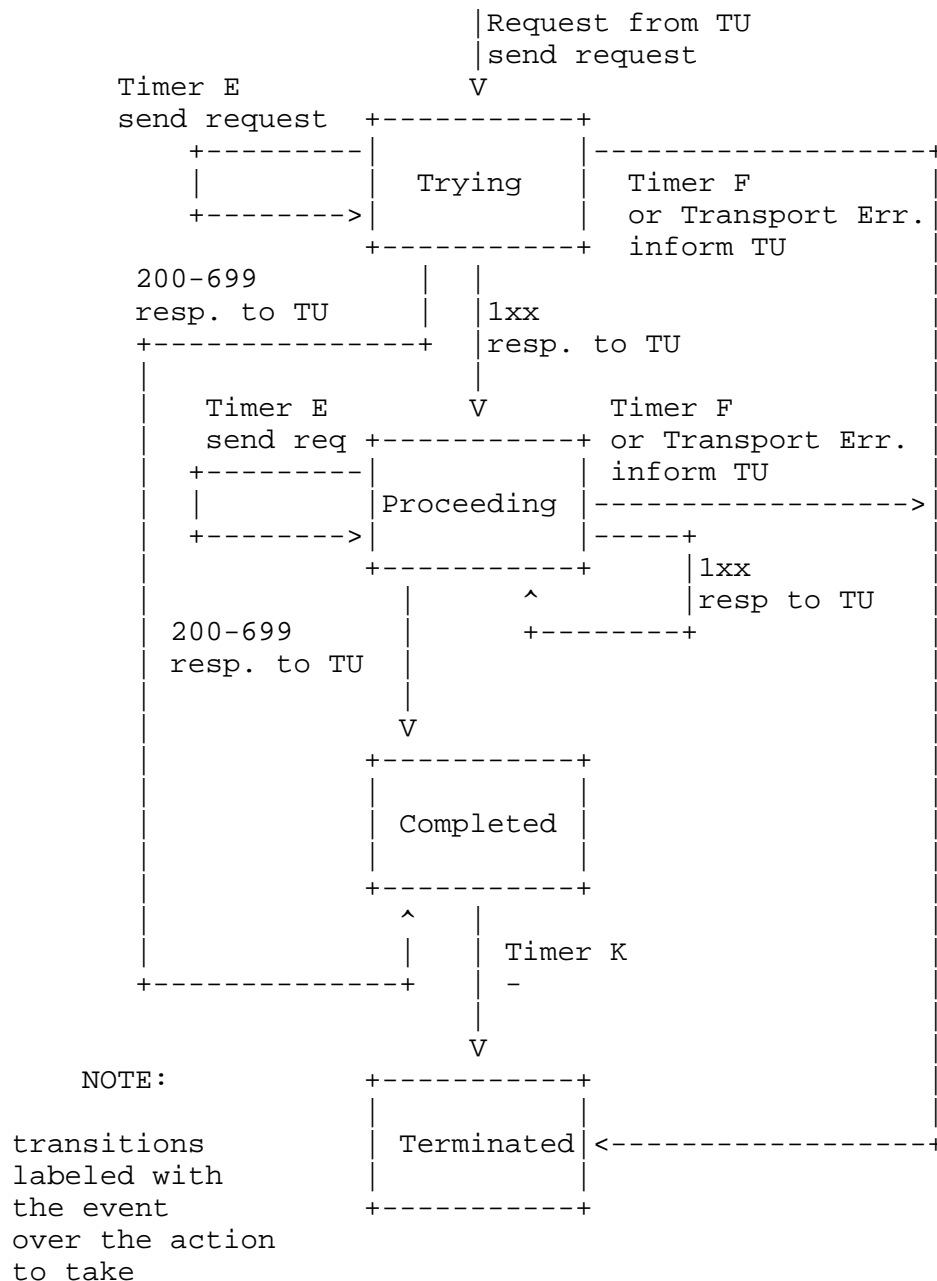 Request from TU
send request
Timer E
send request
Trying
Timer F
or Transport Err.
inform TU
200-699
resp. to TU
1xx
resp. to TU
Timer E
send req
Timer F
or Transport Err.
inform TU
Proceeding
1xx
resp to TU
200-699
resp. to TU
Completed
Timer K
-
NOTE:
transitions
labeled with
the event
over the action
to take
Terminated